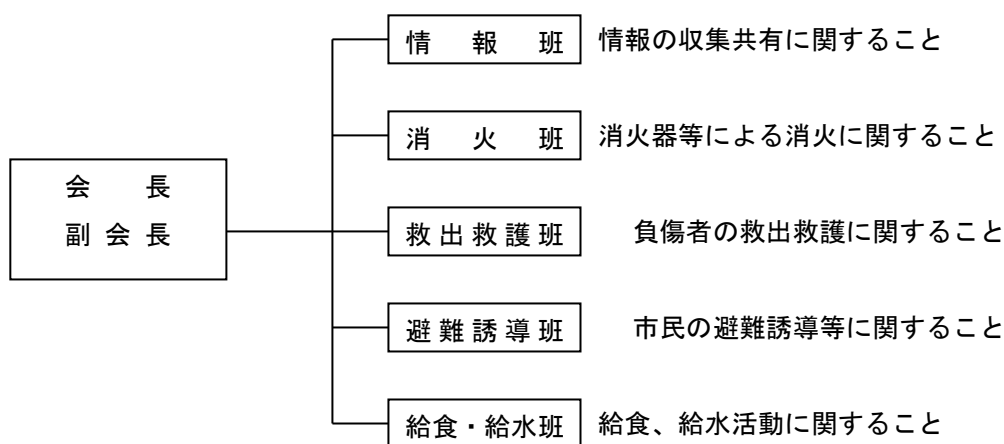 情報班 情報の収集共有に関すること
消火班 消火器等による消火に関すること
会長
副会長
救出救護班 負傷者の救出救護に関すること
避難誘導班 市民の避難誘導等に関すること
給食・給水班 給食、給水活動に関すること